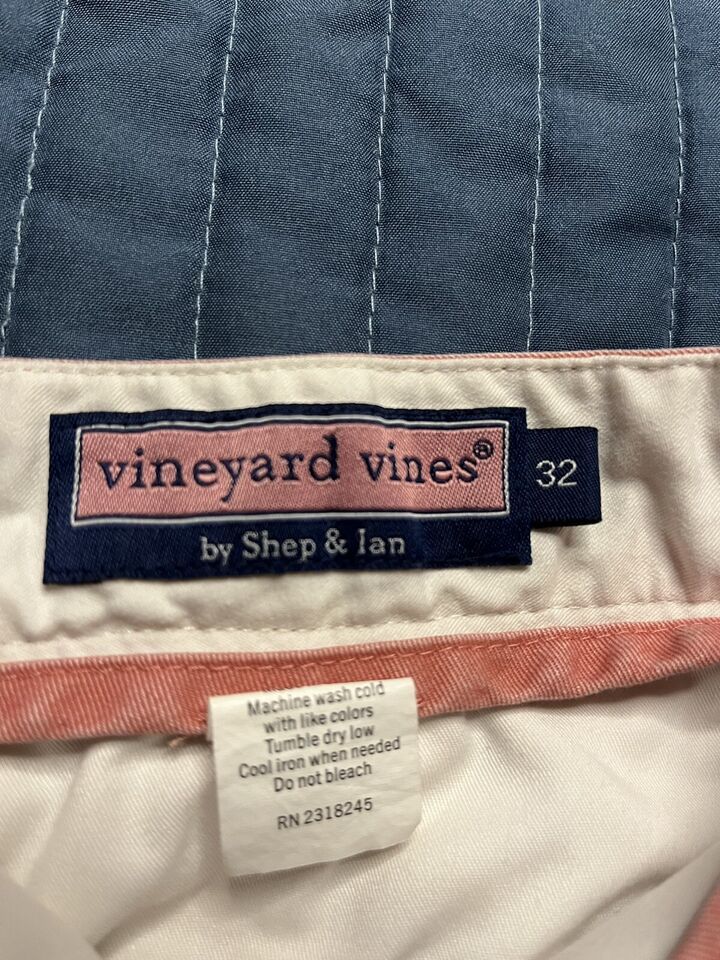 vineyard vines®
32
by Shep & Ian
Machine wash cold
with like colors
Tumble dry low
Cool iron when needed
Do not bleach
RN 2318245